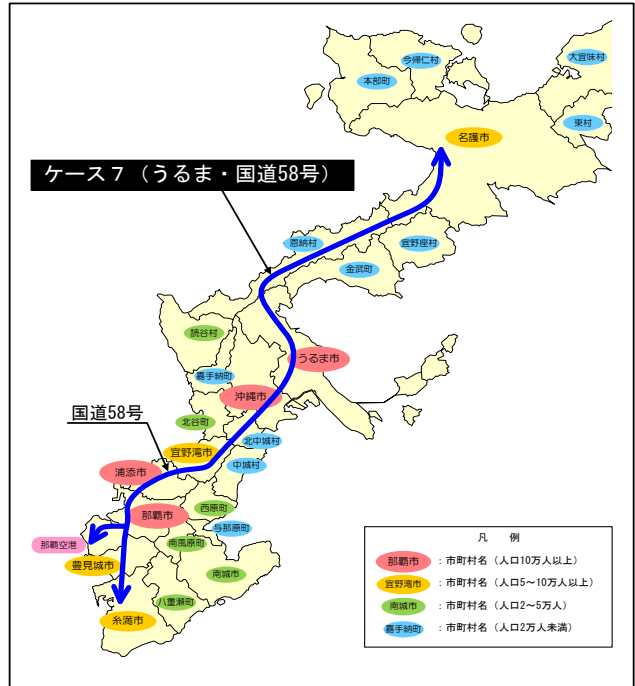 今帰仁村
大宜味村
本部町
東村
名護市
ケース7（うるま・国道58号）
恩納村
宜野座村
金武町
読谷村
うるま市
嘉手納町
沖縄市
国道58号
北谷町
北中城村
宜野湾市
中城村
浦添市
西原町
那覇市
与那原町
那覇空港
南風原町
豊見城市
南城市
八重瀬町
糸満市
凡　例
那覇市 ：市町村名（人口10万人以上）
宜野湾市 ：市町村名（人口5～10万人以上）
南城市 ：市町村名（人口2～5万人）
嘉手納町 ：市町村名（人口2万人未満）